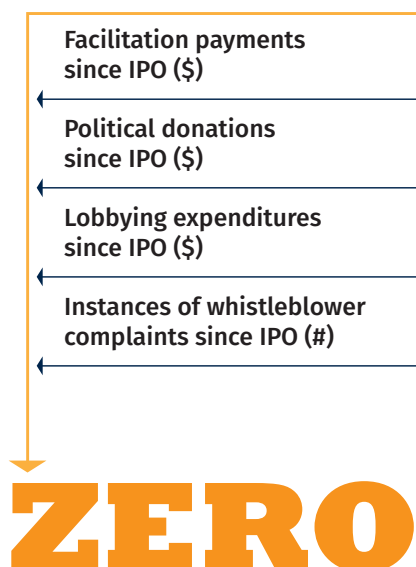 Facilitation payments
since IPO ($)
Political donations
since IPO ($)
Lobbying expenditures
since IPO ($)
Instances of whistleblower
complaints since IPO (#)
ZERO